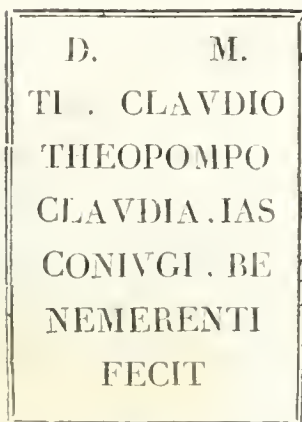 D. M.
TI . CLAVDIO
THEOPOMPO
CLAVDIA . IAS
CONIVGI . BE
NEMERENTI
FECIT